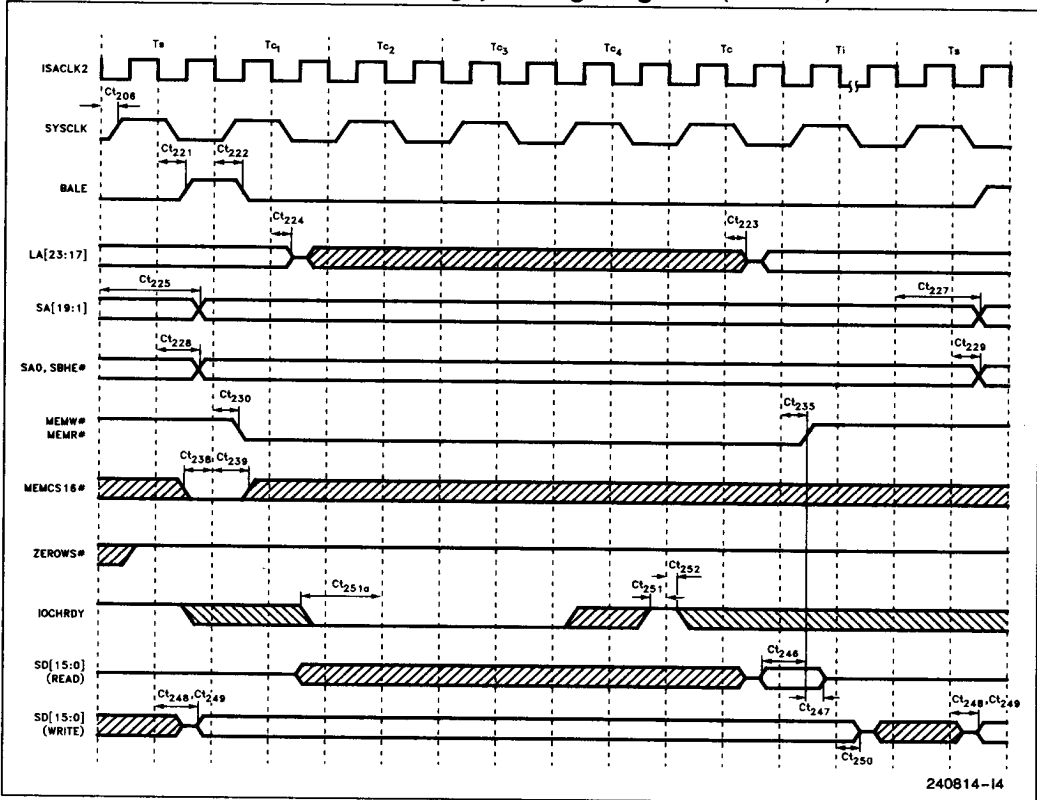 Ts Tc1 Tc2 Tc3 Tc4 Tc Ti Ts
ISACLK2
Ct206
SYSCLK
Ct221 Ct222
BALE
Ct224 Ct223
LA[23:17]
Ct225 Ct227
SA[19:1]
Ct228 Ct229
SA0, SBHE#
Ct230 Ct235
MEMW#
MEMR#
Ct238 Ct239
MEMCS16#
ZEROWS#
Ct251a Ct251 Ct252
IOCHRDY
Ct246
SD[15:0]
(READ)
Ct247
Ct248,Ct249 Ct248,Ct249
SD[15:0]
(WRITE)
Ct250
240814-I4